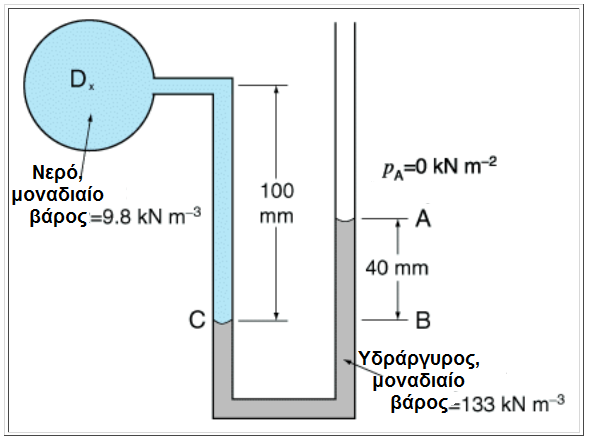 Dₓ
Νερό,
μοναδιαίο
βάρος =9.8 kN m⁻³
100
mm
p_A=0 kN m⁻²
A
40 mm
C
B
Υδράργυρος,
μοναδιαίο
βάρος =133 kN m⁻³